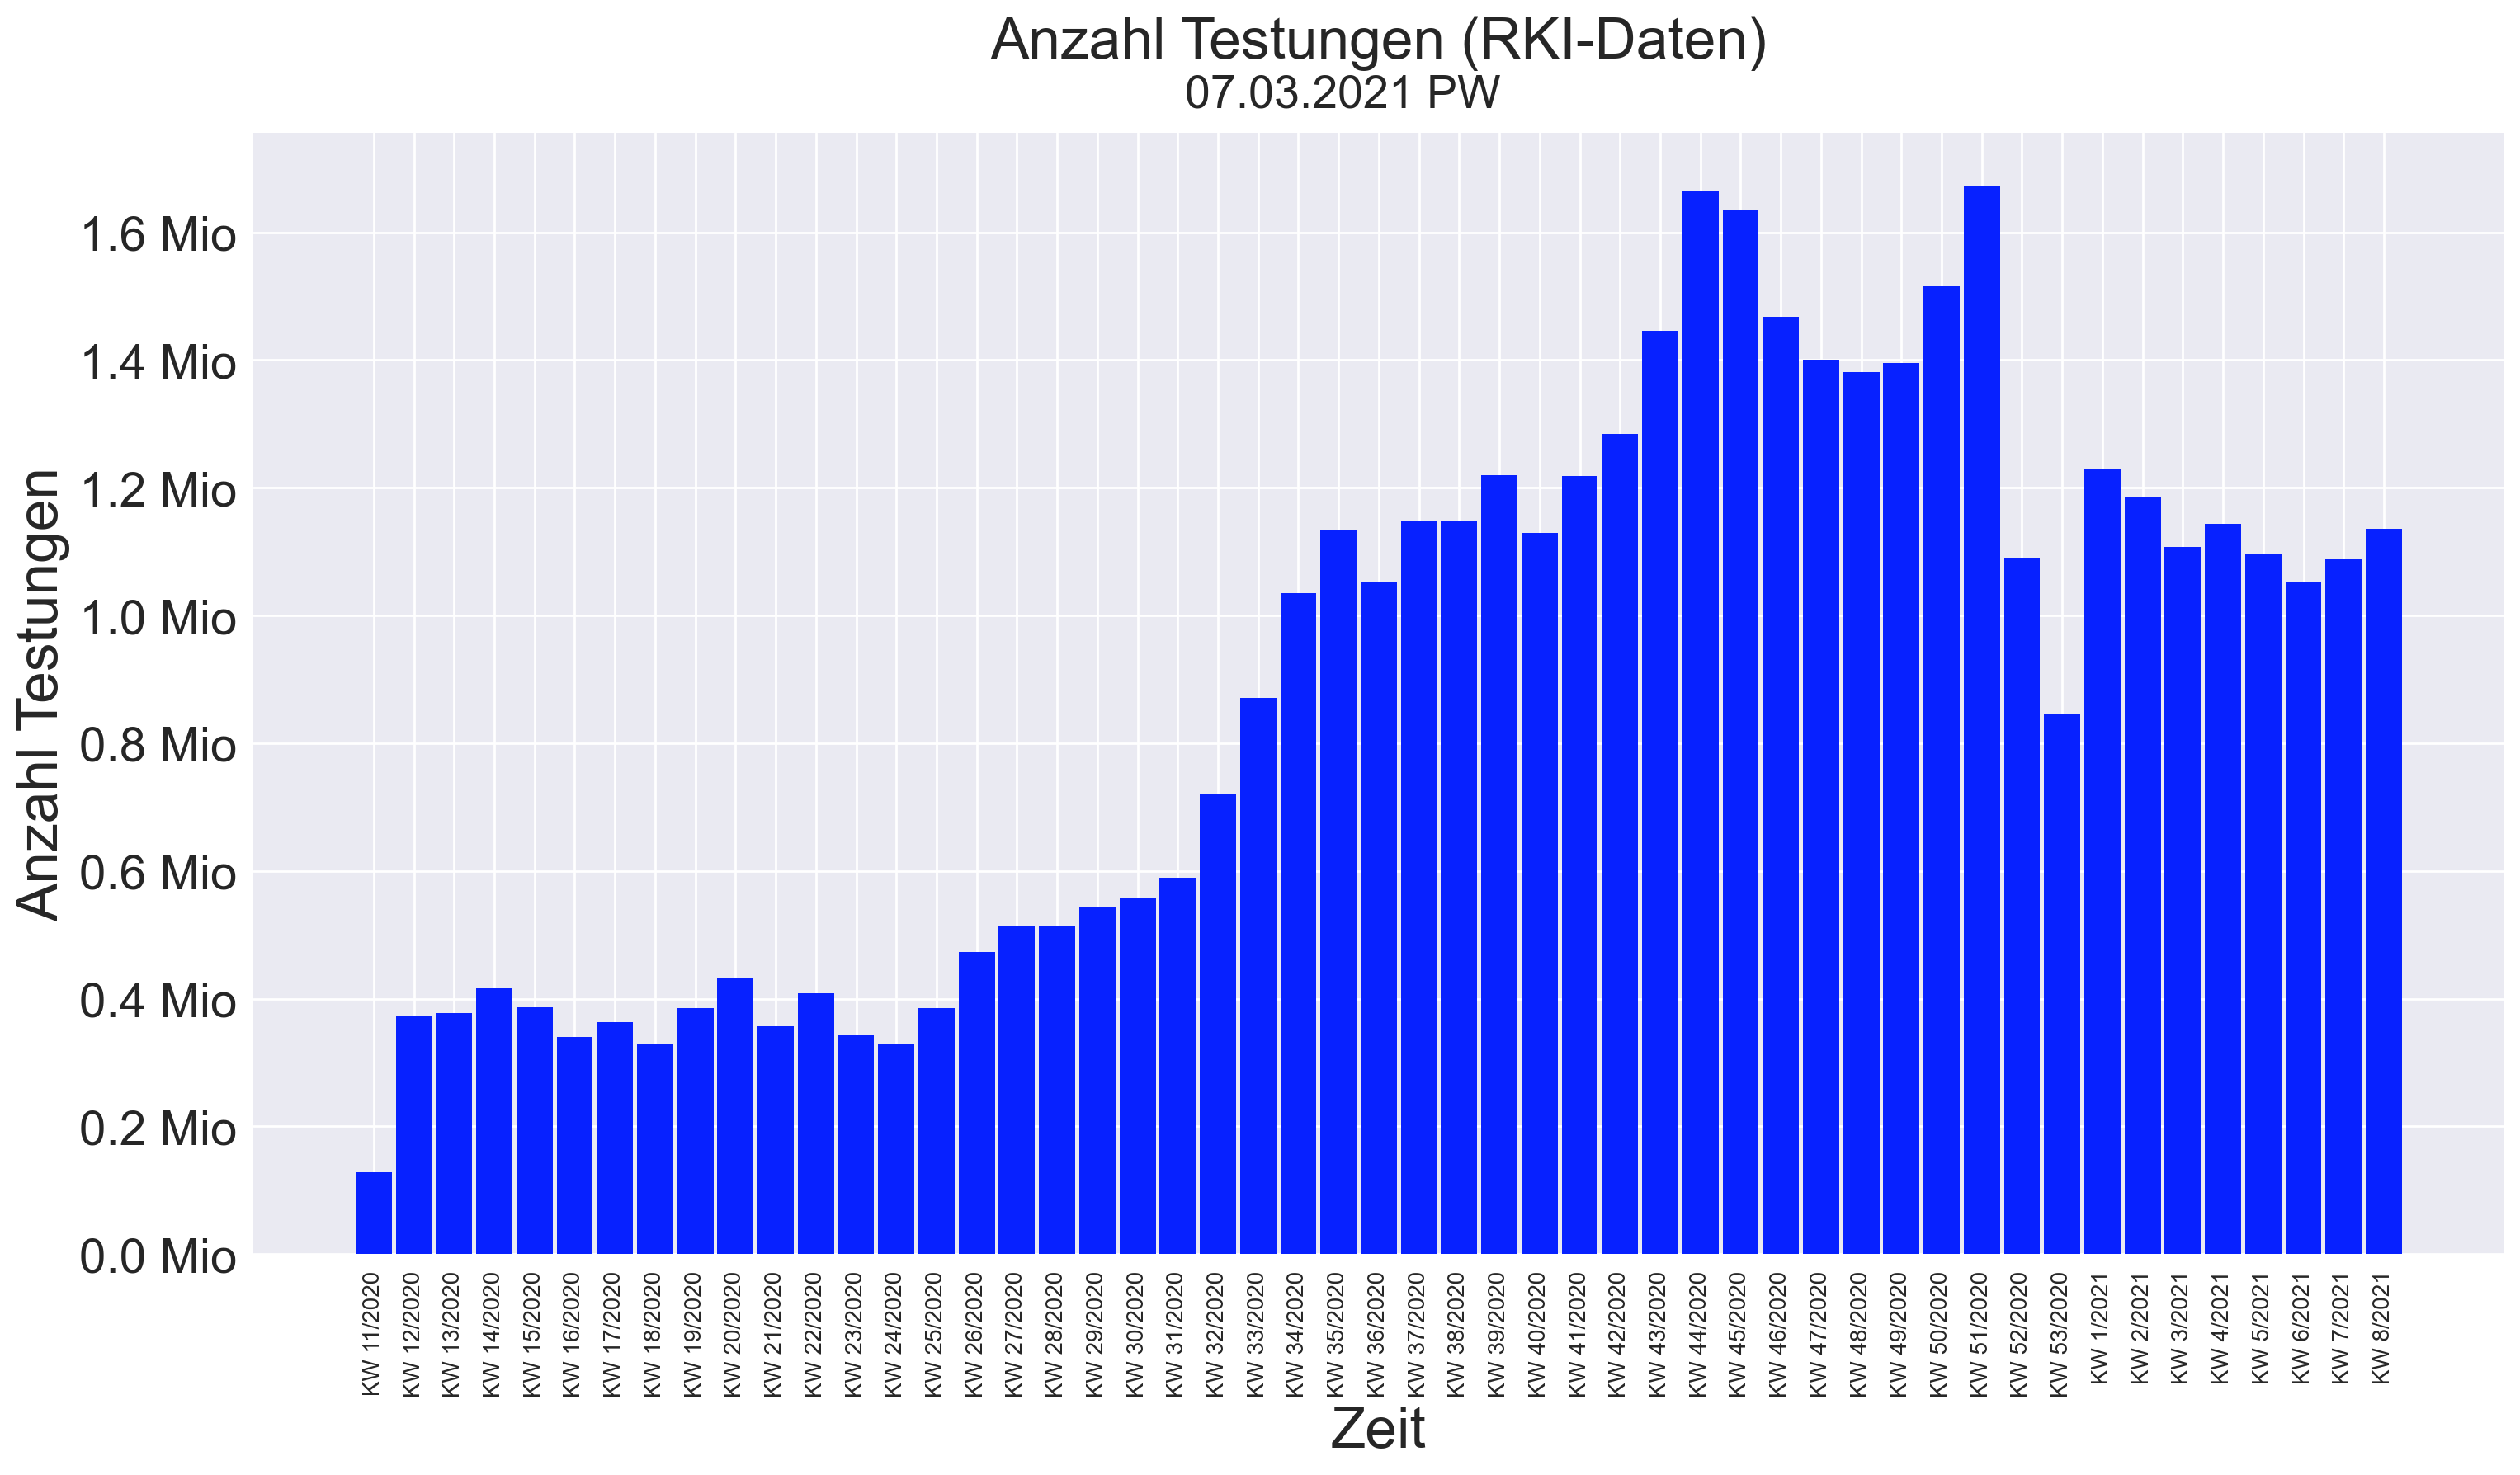 Anzahl Testungen (RKI-Daten)
07.03.2021 PW
Anzahl Testungen
1.6 Mio
1.4 Mio
1.2 Mio
1.0 Mio
0.8 Mio
0.6 Mio
0.4 Mio
0.2 Mio
0.0 Mio
KW 11/2020
KW 12/2020
KW 13/2020
KW 14/2020
KW 15/2020
KW 16/2020
KW 17/2020
KW 18/2020
KW 19/2020
KW 20/2020
KW 21/2020
KW 22/2020
KW 23/2020
KW 24/2020
KW 25/2020
KW 26/2020
KW 27/2020
KW 28/2020
KW 29/2020
KW 30/2020
KW 31/2020
KW 32/2020
KW 33/2020
KW 34/2020
KW 35/2020
KW 36/2020
KW 37/2020
KW 38/2020
KW 39/2020
KW 40/2020
KW 41/2020
KW 42/2020
KW 43/2020
KW 44/2020
KW 45/2020
KW 46/2020
KW 47/2020
KW 48/2020
KW 49/2020
KW 50/2020
KW 51/2020
KW 52/2020
KW 53/2020
KW 1/2021
KW 2/2021
KW 3/2021
KW 4/2021
KW 5/2021
KW 6/2021
KW 7/2021
KW 8/2021
Zeit